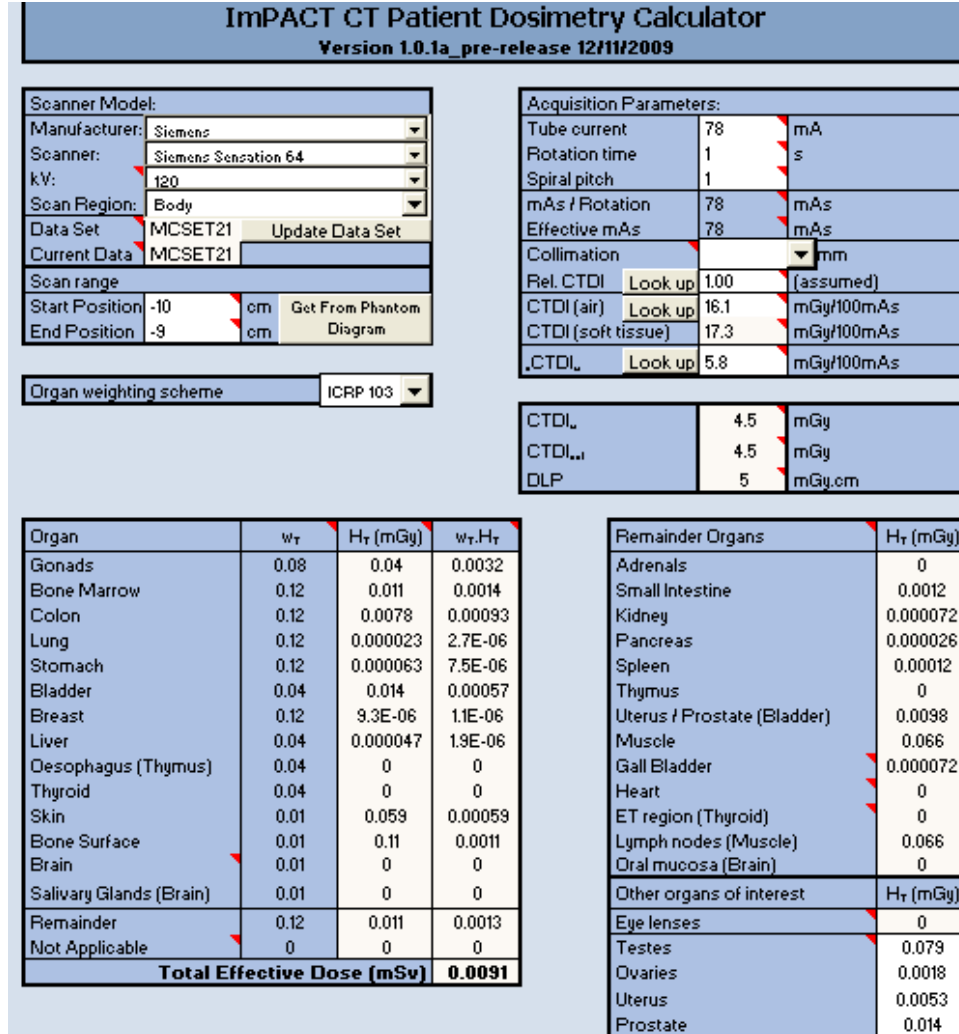 ImPACT CT Patient Dosimetry Calculator
Version 1.0.1a_pre-release 12/11/2009
Scanner Model:
Manufacturer: Siemens
Scanner: Siemens Sensation 64
kV: 120
Scan Region: Body
Data Set MCSET21 Update Data Set
Current Data MCSET21
Scan range
Start Position -10 cm Get From Phantom
End Position -9 cm Diagram
Organ weighting scheme ICRP 103
Acquisition Parameters:
Tube current 78 mA
Rotation time 1 s
Spiral pitch 1
mAs / Rotation 78 mAs
Effective mAs 78 mAs
Collimation mm
Rel. CTDI Look up 1.00 (assumed)
CTDI (air) Look up 16.1 mGy/100mAs
CTDI (soft tissue) 17.3 mGy/100mAs
CTDI Look up 5.8 mGy/100mAs
CTDI 4.5 mGy
CTDI 4.5 mGy
DLP 5 mGy.cm
Organ wT HT (mGy) wT.HT
Gonads 0.08 0.04 0.0032
Bone Marrow 0.12 0.011 0.0014
Colon 0.12 0.0078 0.00093
Lung 0.12 0.000023 2.7E-06
Stomach 0.12 0.000063 7.5E-06
Bladder 0.04 0.014 0.00057
Breast 0.12 9.3E-06 1.1E-06
Liver 0.04 0.000047 1.9E-06
Oesophagus (Thymus) 0.04 0 0
Thyroid 0.04 0 0
Skin 0.01 0.059 0.00059
Bone Surface 0.01 0.11 0.0011
Brain 0.01 0 0
Salivary Glands (Brain) 0.01 0 0
Remainder 0.12 0.011 0.0013
Not Applicable 0 0 0
Total Effective Dose (mSv) 0.0091
Remainder Organs HT (mGy)
Adrenals 0
Small Intestine 0.0012
Kidney 0.000072
Pancreas 0.000026
Spleen 0.00012
Thymus 0
Uterus / Prostate (Bladder) 0.0098
Muscle 0.066
Gall Bladder 0.000072
Heart 0
ET region (Thyroid) 0
Lymph nodes (Muscle) 0.066
Oral mucosa (Brain) 0
Other organs of interest HT (mGy)
Eye lenses 0
Testes 0.079
Ovaries 0.0018
Uterus 0.0053
Prostate 0.014